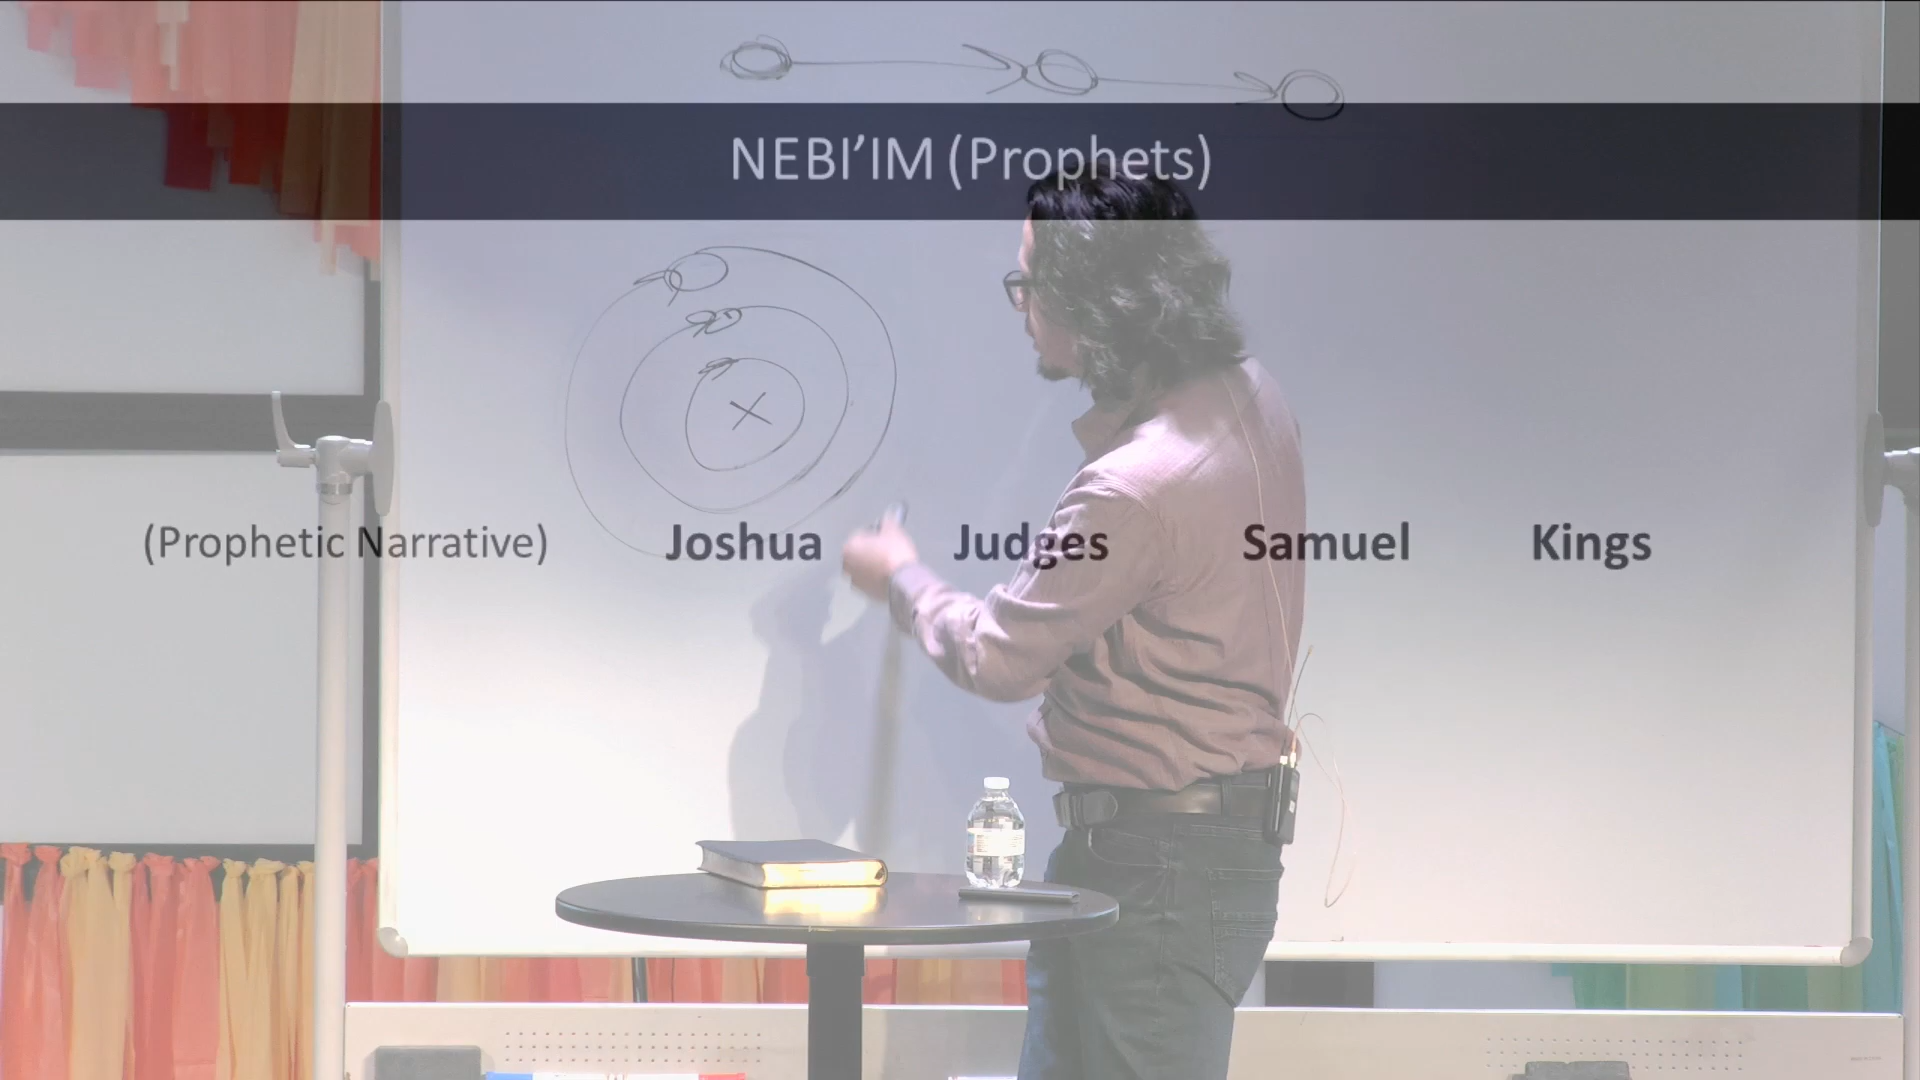 NEBI’IM (Prophets)
(Prophetic Narrative) Joshua Judges Samuel Kings